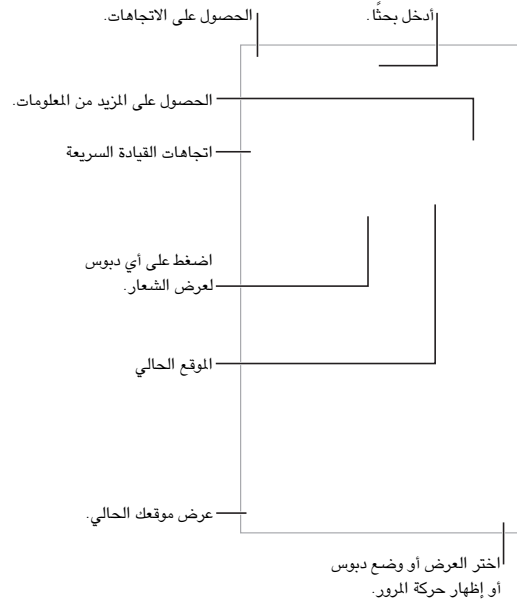 أدخل بحثًا.
الحصول على الاتجاهات.
الحصول على المزيد من المعلومات.
اتجاهات القيادة السريعة
اضغط على أي دبوس
لعرض الشعار.
الموقع الحالي
عرض موقعك الحالي.
اختر العرض أو وضع دبوس
أو إظهار حركة المرور.